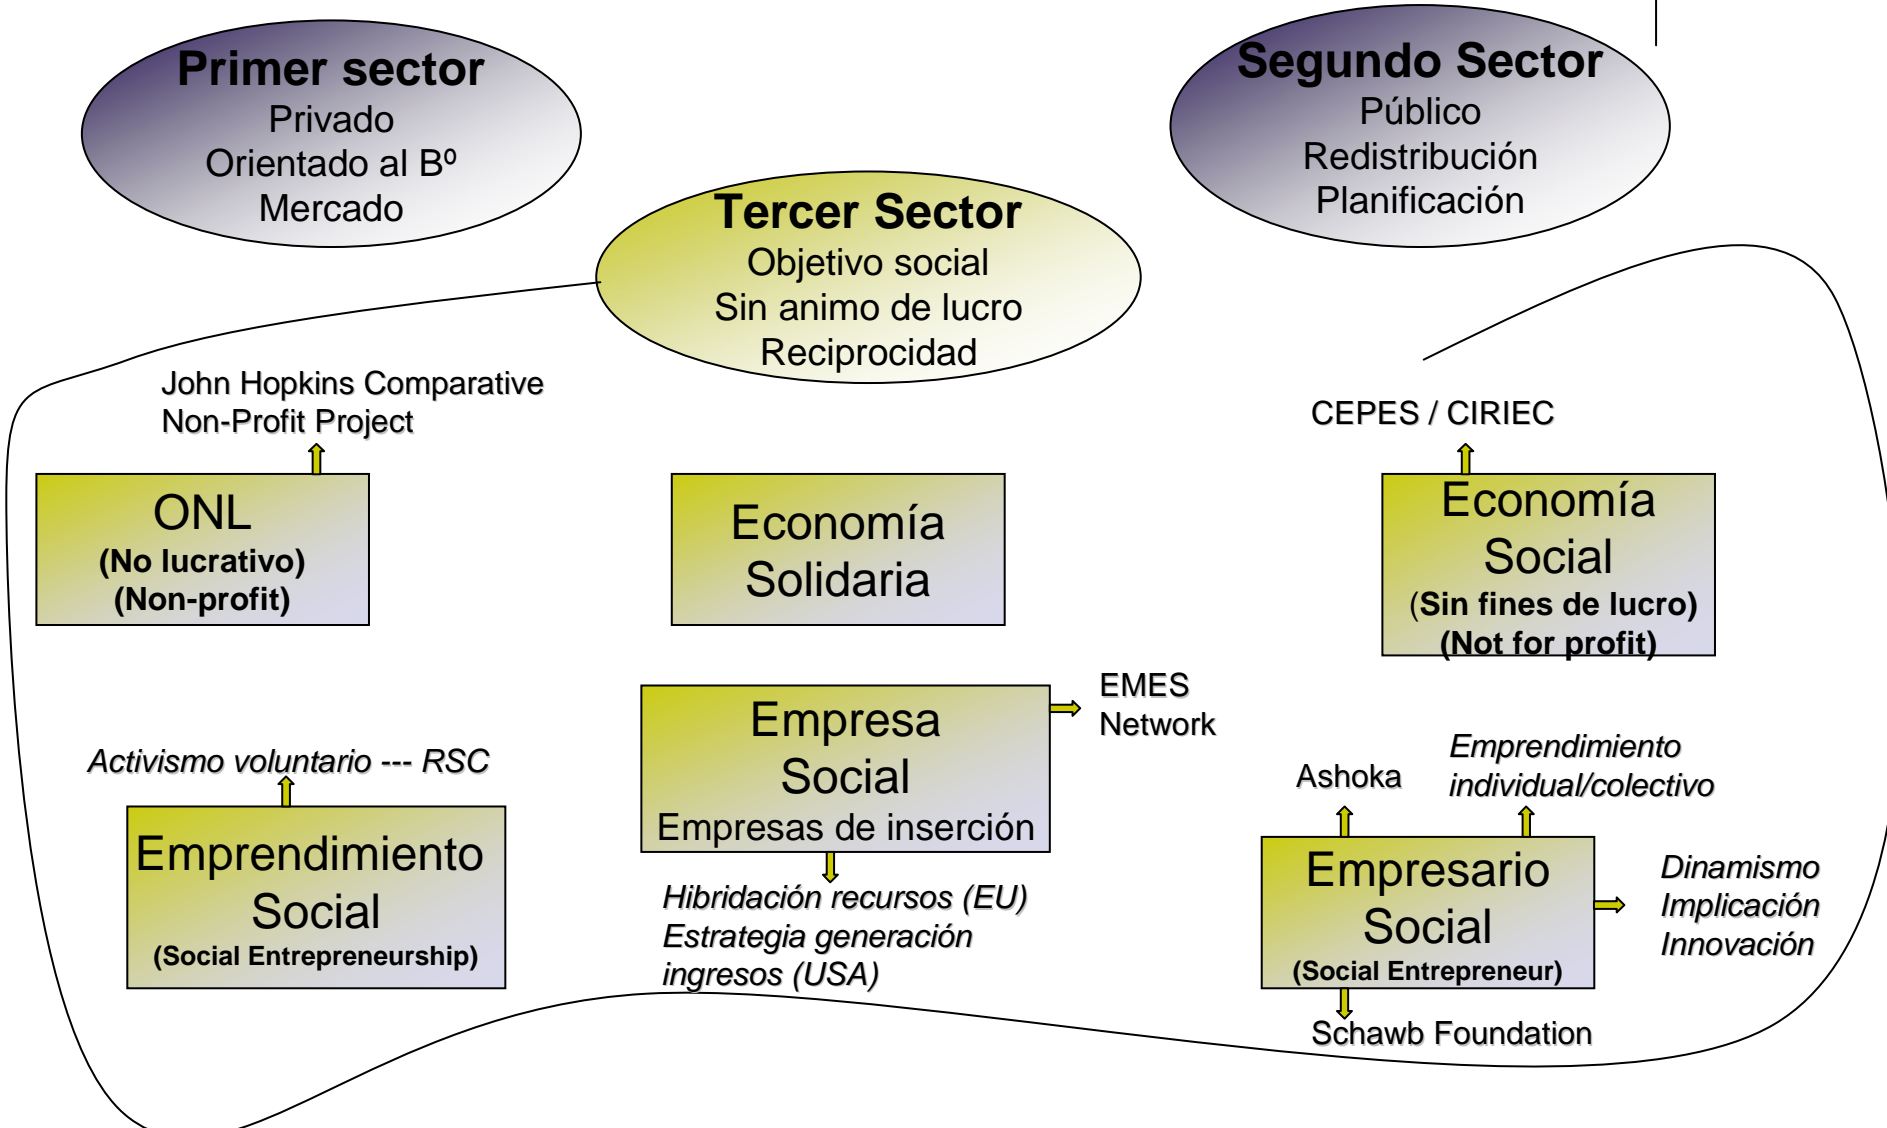 Primer sector
Privado
Orientado al Bº
Mercado
Segundo Sector
Público
Redistribución
Planificación
Tercer Sector
Objetivo social
Sin animo de lucro
Reciprocidad
John Hopkins Comparative
Non-Profit Project
ONL
(No lucrativo)
(Non-profit)
Economía
Solidaria
CEPES / CIRIEC
Economía
Social
(Sin fines de lucro)
(Not for profit)
Activismo voluntario --- RSC
Emprendimiento
Social
(Social Entrepreneurship)
Empresa
Social
Empresas de inserción
EMES
Network
Hibridación recursos (EU)
Estrategia generación
ingresos (USA)
Ashoka
Emprendimiento
individual/colectivo
Empresario
Social
(Social Entrepreneur)
Dinamismo
Implicación
Innovación
Schawb Foundation